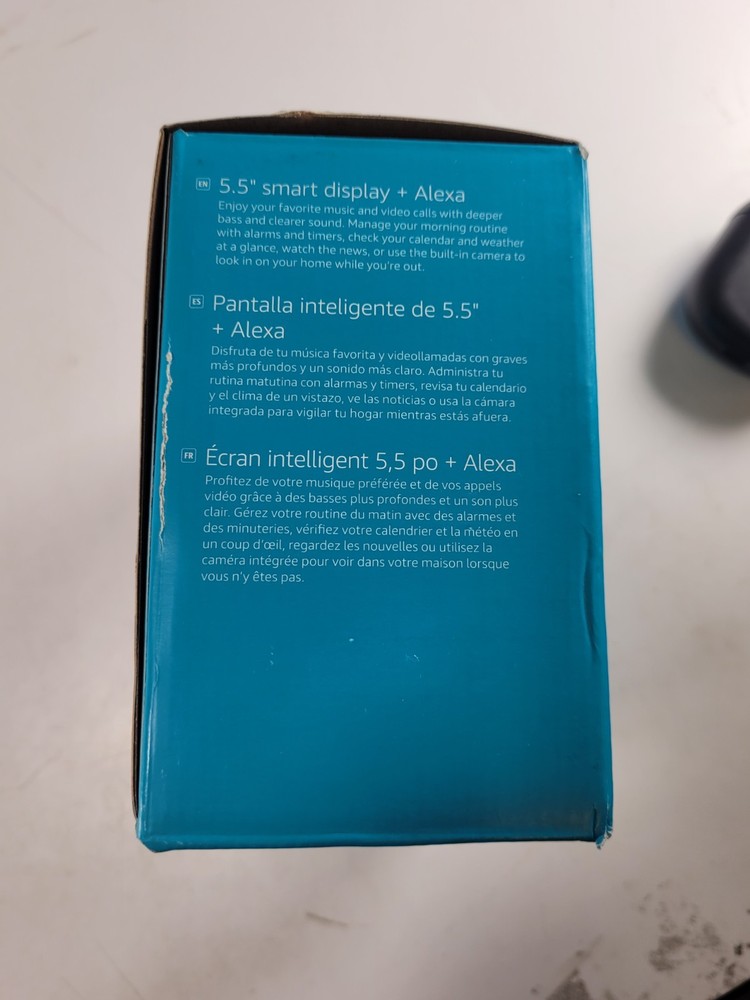 EN 5.5" smart display + Alexa
Enjoy your favorite music and video calls with deeper
bass and clearer sound. Manage your morning routine
with alarms and timers, check your calendar and weather
at a glance, watch the news, or use the built-in camera to
look in on your home while you're out.
ES Pantalla inteligente de 5.5"
+ Alexa
Disfruta de tu música favorita y videollamadas con graves
más profundos y un sonido más claro. Administra tu
rutina matutina con alarmas y timers, revisa tu calendario
y el clima de un vistazo, ve las noticias o usa la cámara
integrada para vigilar tu hogar mientras estás afuera.
FR Écran intelligent 5,5 po + Alexa
Profitez de votre musique préférée et de vos appels
vidéo grâce à des basses plus profondes et un son plus
clair. Gérez votre routine du matin avec des alarmes et
des minuteries, vérifiez votre calendrier et la météo en
un coup d'œil, regardez les nouvelles ou utilisez la
caméra intégrée pour voir dans votre maison lorsque
vous n'y êtes pas.